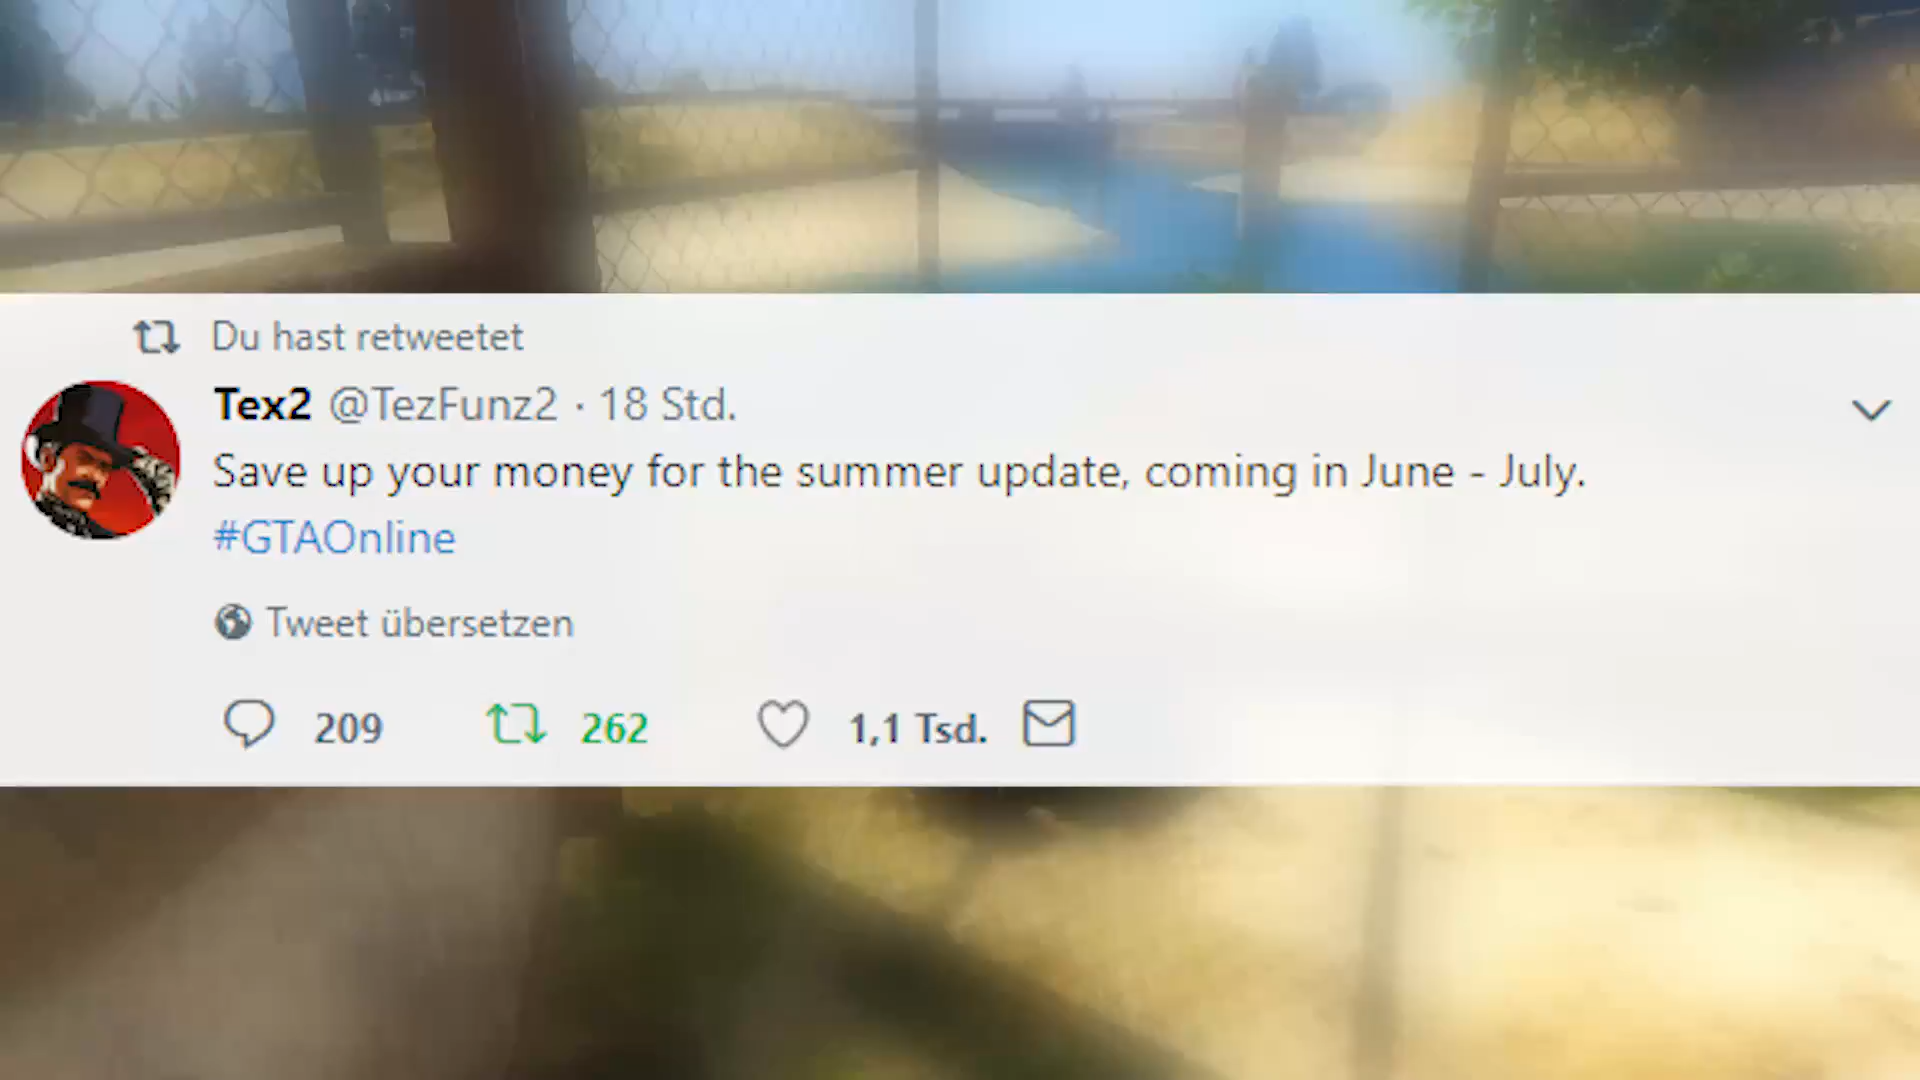 Du hast retweetet
Tex2 @TezFunz2 · 18 Std.
Save up your money for the summer update, coming in June - July.
#GTAOnline
Tweet übersetzen
209 262 1,1 Tsd.